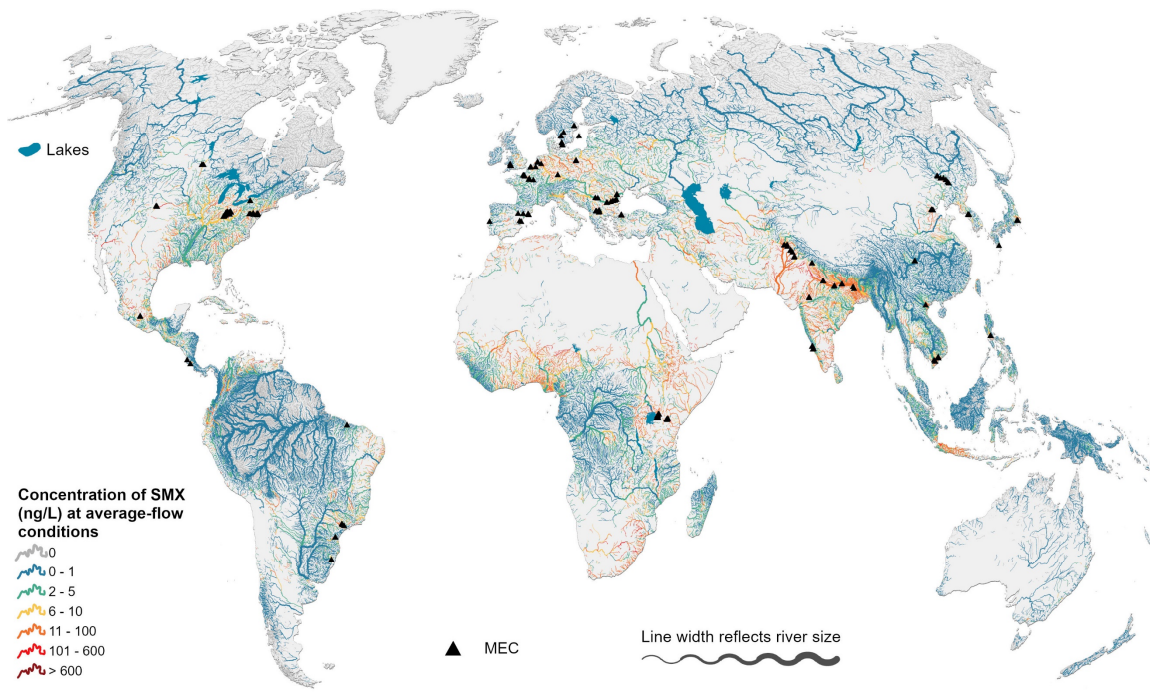 Lakes
Concentration of SMX
(ng/L) at average-flow
conditions
0
0 - 1
2 - 5
6 - 10
11 - 100
101 - 600
> 600
MEC
Line width reflects river size